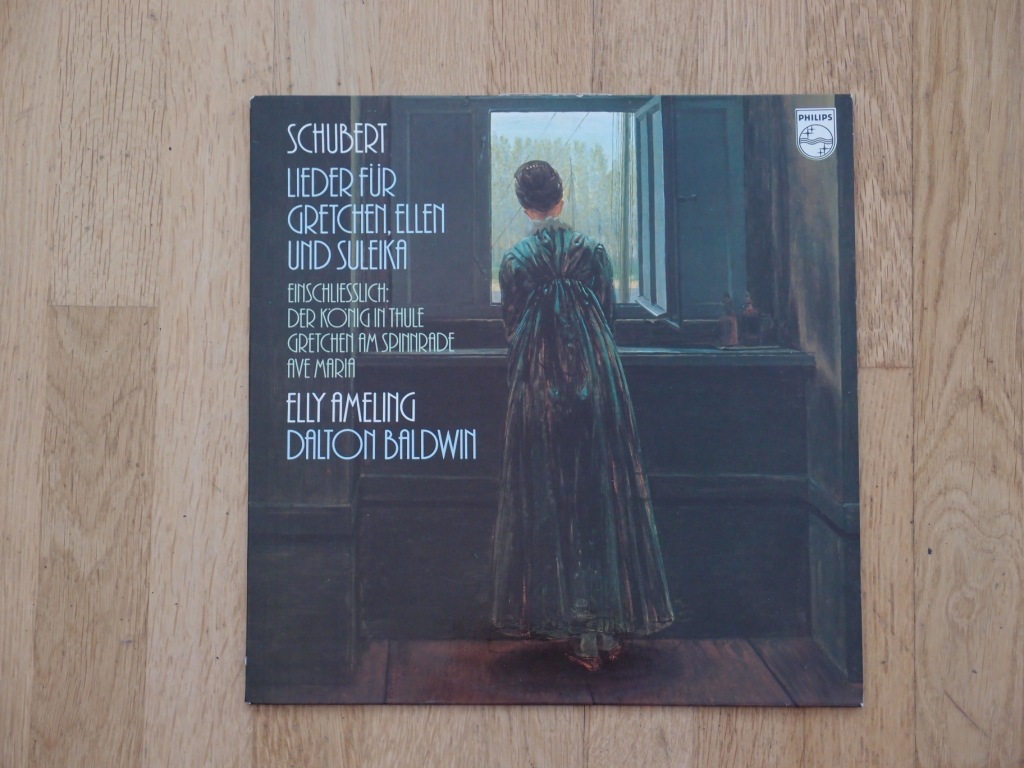 SCHUBERT
LIEDER FÜR
GRETCHEN, ELLEN
UND SULEIKA
EINSCHLIESSLICH:
DER KÖNIG IN THULE
GRETCHEN AM SPINNRADE
AVE MARIA
ELLY AMELING
DALTON BALDWIN
PHILIPS